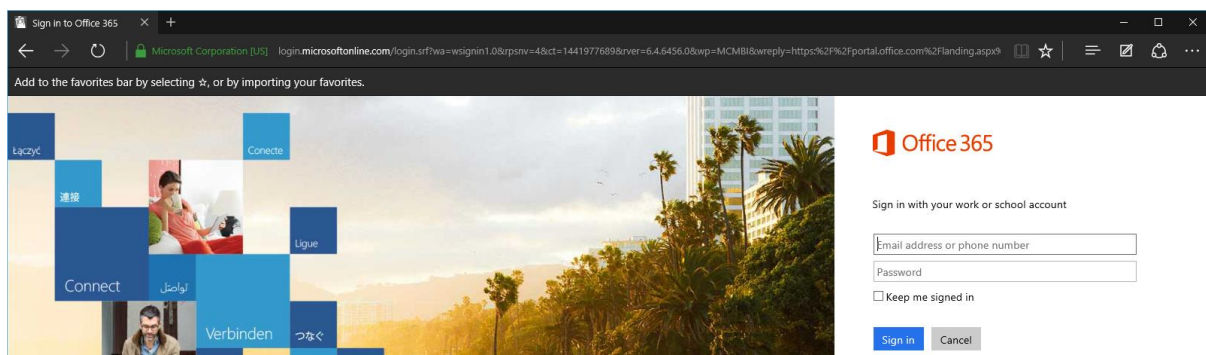 Sign in to Office 365
Microsoft Corporation [US] login.microsoftonline.com/login.srf?wa=wsignin1.0&rpsnv=4&ct=1441977689&rver=6.4.6456.0&wp=MCMBI&wreply=https:%2F%2Fportal.office.com%2Flanding.aspx%
Add to the favorites bar by selecting ☆, or by importing your favorites.
Łączyć
Conecte
連接
Ligue
Connect
تواصَل
Verbinden
つなぐ
Office 365
Sign in with your work or school account
Email address or phone number
Password
Keep me signed in
Sign in
Cancel